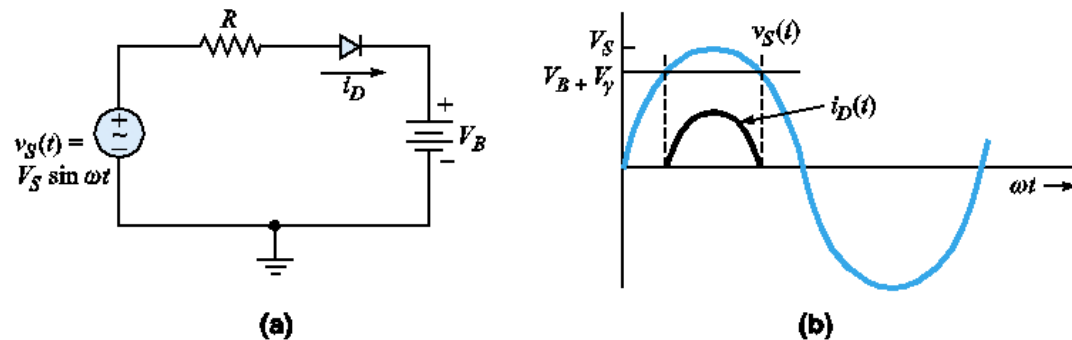 R
i_D
+
~
−
v_S(t) =
V_S sin ωt
+
V_B
−
(a)
V_S
V_B + V_γ
v_S(t)
i_D(t)
ωt
(b)